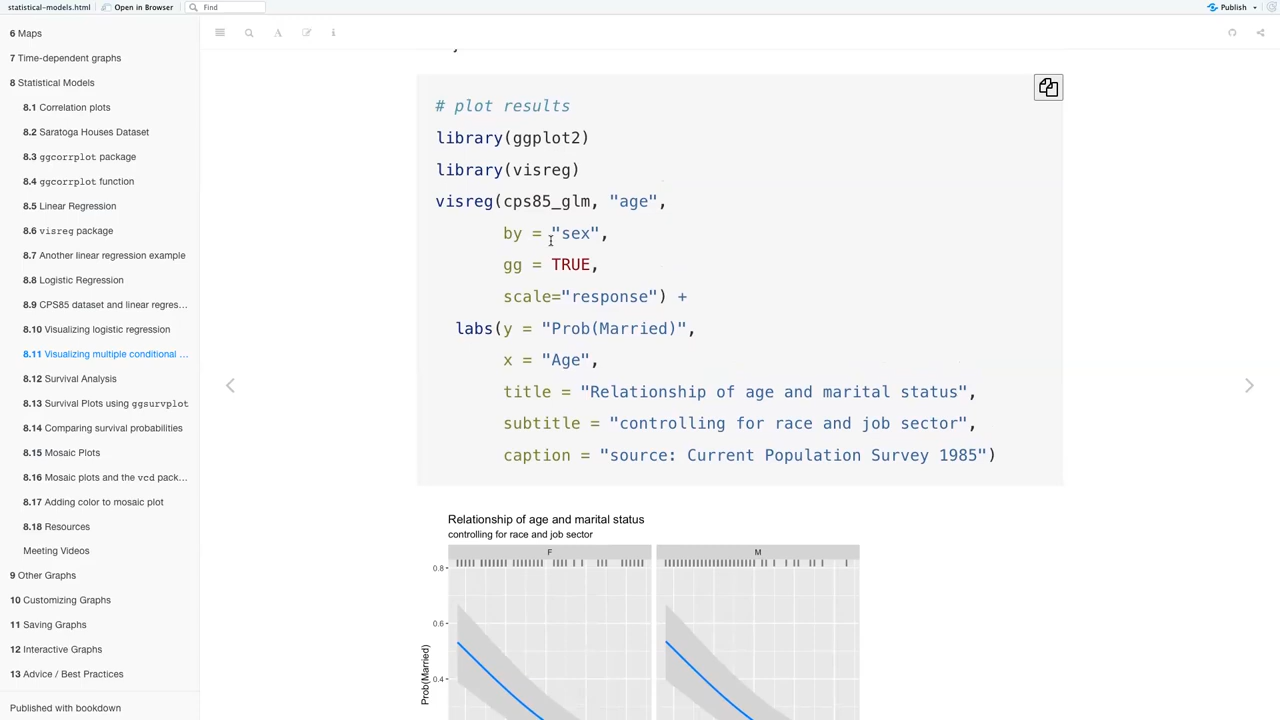 statistical-models.html
Open in Browser
Find
Publish
6 Maps
7 Time-dependent graphs
8 Statistical Models
8.1 Correlation plots
8.2 Saratoga Houses Dataset
8.3 ggcorrplot package
8.4 ggcorrplot function
8.5 Linear Regression
8.6 visreg package
8.7 Another linear regression example
8.8 Logistic Regression
8.9 CPS85 dataset and linear regres...
8.10 Visualizing logistic regression
8.11 Visualizing multiple conditional ...
8.12 Survival Analysis
8.13 Survival Plots using ggsurvplot
8.14 Comparing survival probabilities
8.15 Mosaic Plots
8.16 Mosaic plots and the vcd pack...
8.17 Adding color to mosaic plot
8.18 Resources
Meeting Videos
9 Other Graphs
10 Customizing Graphs
11 Saving Graphs
12 Interactive Graphs
13 Advice / Best Practices
Published with bookdown
# plot results
library(ggplot2)
library(visreg)
visreg(cps85_glm, "age",
by = "sex",
gg = TRUE,
scale="response") +
labs(y = "Prob(Married)",
x = "Age",
title = "Relationship of age and marital status",
subtitle = "controlling for race and job sector",
caption = "source: Current Population Survey 1985")
Relationship of age and marital status
controlling for race and job sector
F
M
0.8
0.6
0.4
Prob(Married)